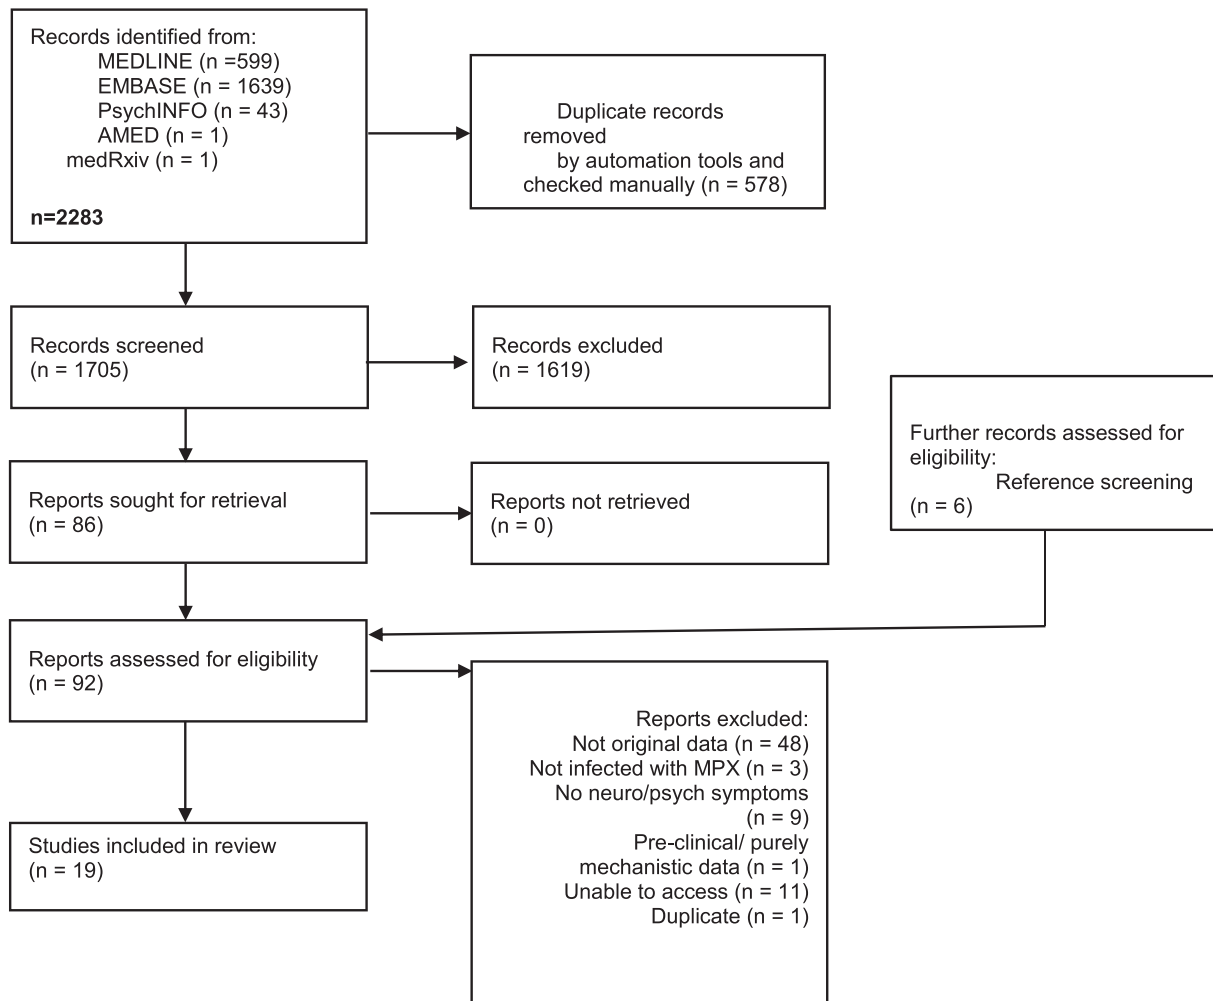 Records identified from:
MEDLINE (n =599)
EMBASE (n = 1639)
PsychINFO (n = 43)
AMED (n = 1)
medRxiv (n = 1)
n=2283
Duplicate records
removed
by automation tools and
checked manually (n = 578)
Records screened
(n = 1705)
Records excluded
(n = 1619)
Further records assessed for
eligibility:
Reference screening
(n = 6)
Reports sought for retrieval
(n = 86)
Reports not retrieved
(n = 0)
Reports assessed for eligibility
(n = 92)
Reports excluded:
Not original data (n = 48)
Not infected with MPX (n = 3)
No neuro/psych symptoms
(n = 9)
Pre-clinical/ purely
mechanistic data (n = 1)
Unable to access (n = 11)
Duplicate (n = 1)
Studies included in review
(n = 19)